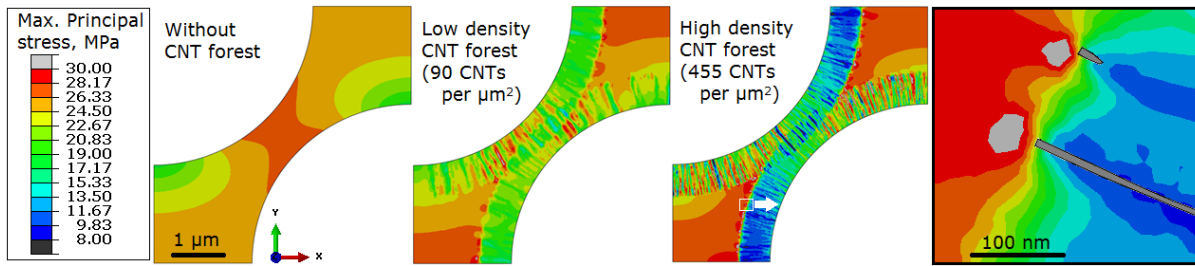 Max. Principal
stress, MPa
30.00
28.17
26.33
24.50
22.67
20.83
19.00
17.17
15.33
13.50
11.67
9.83
8.00
Without
CNT forest
1 μm
Y
X
Low density
CNT forest
(90 CNTs
per μm²)
High density
CNT forest
(455 CNTs
per μm²)
100 nm